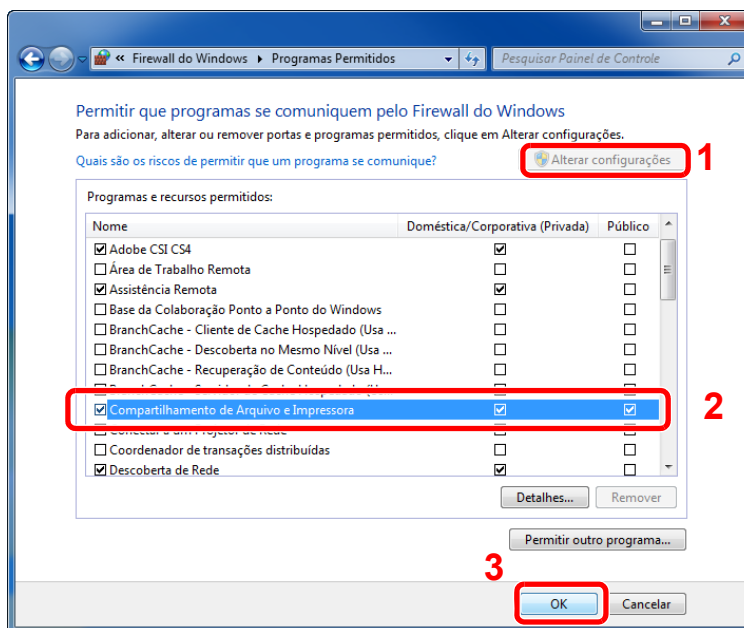 « Firewall do Windows ▸ Programas Permitidos
Pesquisar Painel de Controle
Permitir que programas se comuniquem pelo Firewall do Windows
Para adicionar, alterar ou remover portas e programas permitidos, clique em Alterar configurações.
Quais são os riscos de permitir que um programa se comunique?
Alterar configurações
1
Programas e recursos permitidos:
Nome Doméstica/Corporativa (Privada) Público
Adobe CSI CS4
Área de Trabalho Remota
Assistência Remota
Base da Colaboração Ponto a Ponto do Windows
BranchCache - Cliente de Cache Hospedado (Usa ...
BranchCache - Descoberta no Mesmo Nível (Usa ...
BranchCache - Recuperação de Conteúdo (Usa H...
Compartilhamento de Arquivo e Impressora
2
Conectar a um Projetor de Rede
Coordenador de transações distribuídas
Descoberta de Rede
Detalhes... Remover
Permitir outro programa...
3
OK Cancelar